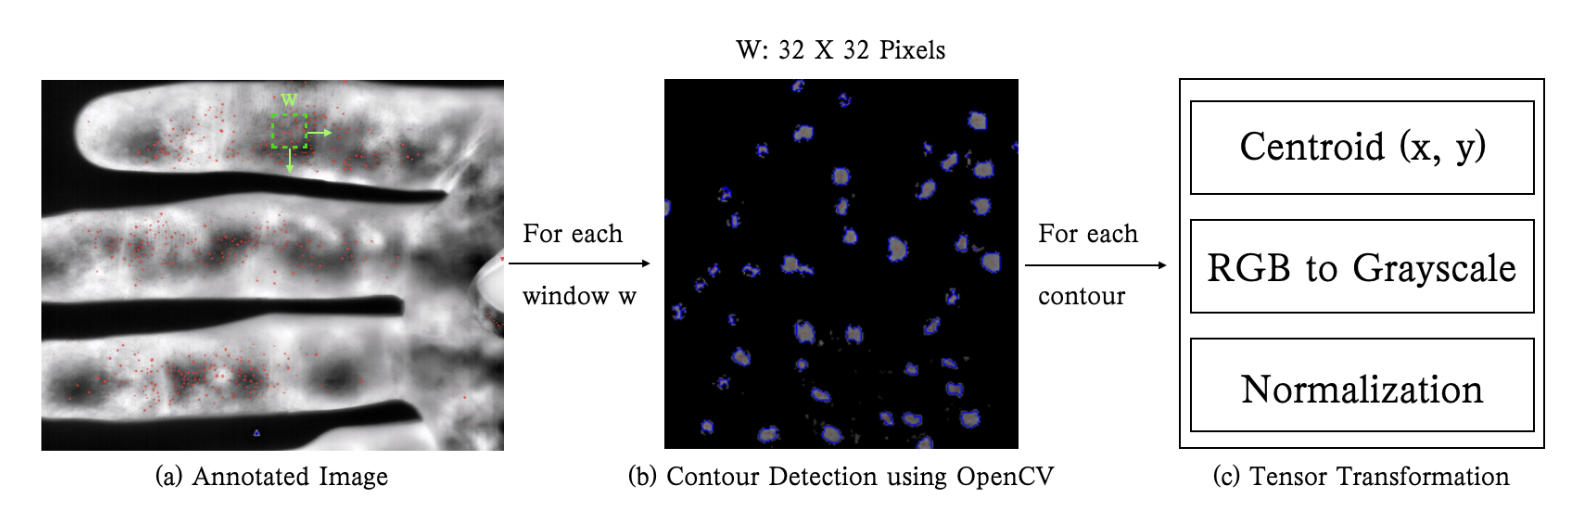 W: 32 X 32 Pixels
W
For each
window w
For each
contour
Centroid (x, y)
RGB to Grayscale
Normalization
(a) Annotated Image
(b) Contour Detection using OpenCV
(c) Tensor Transformation